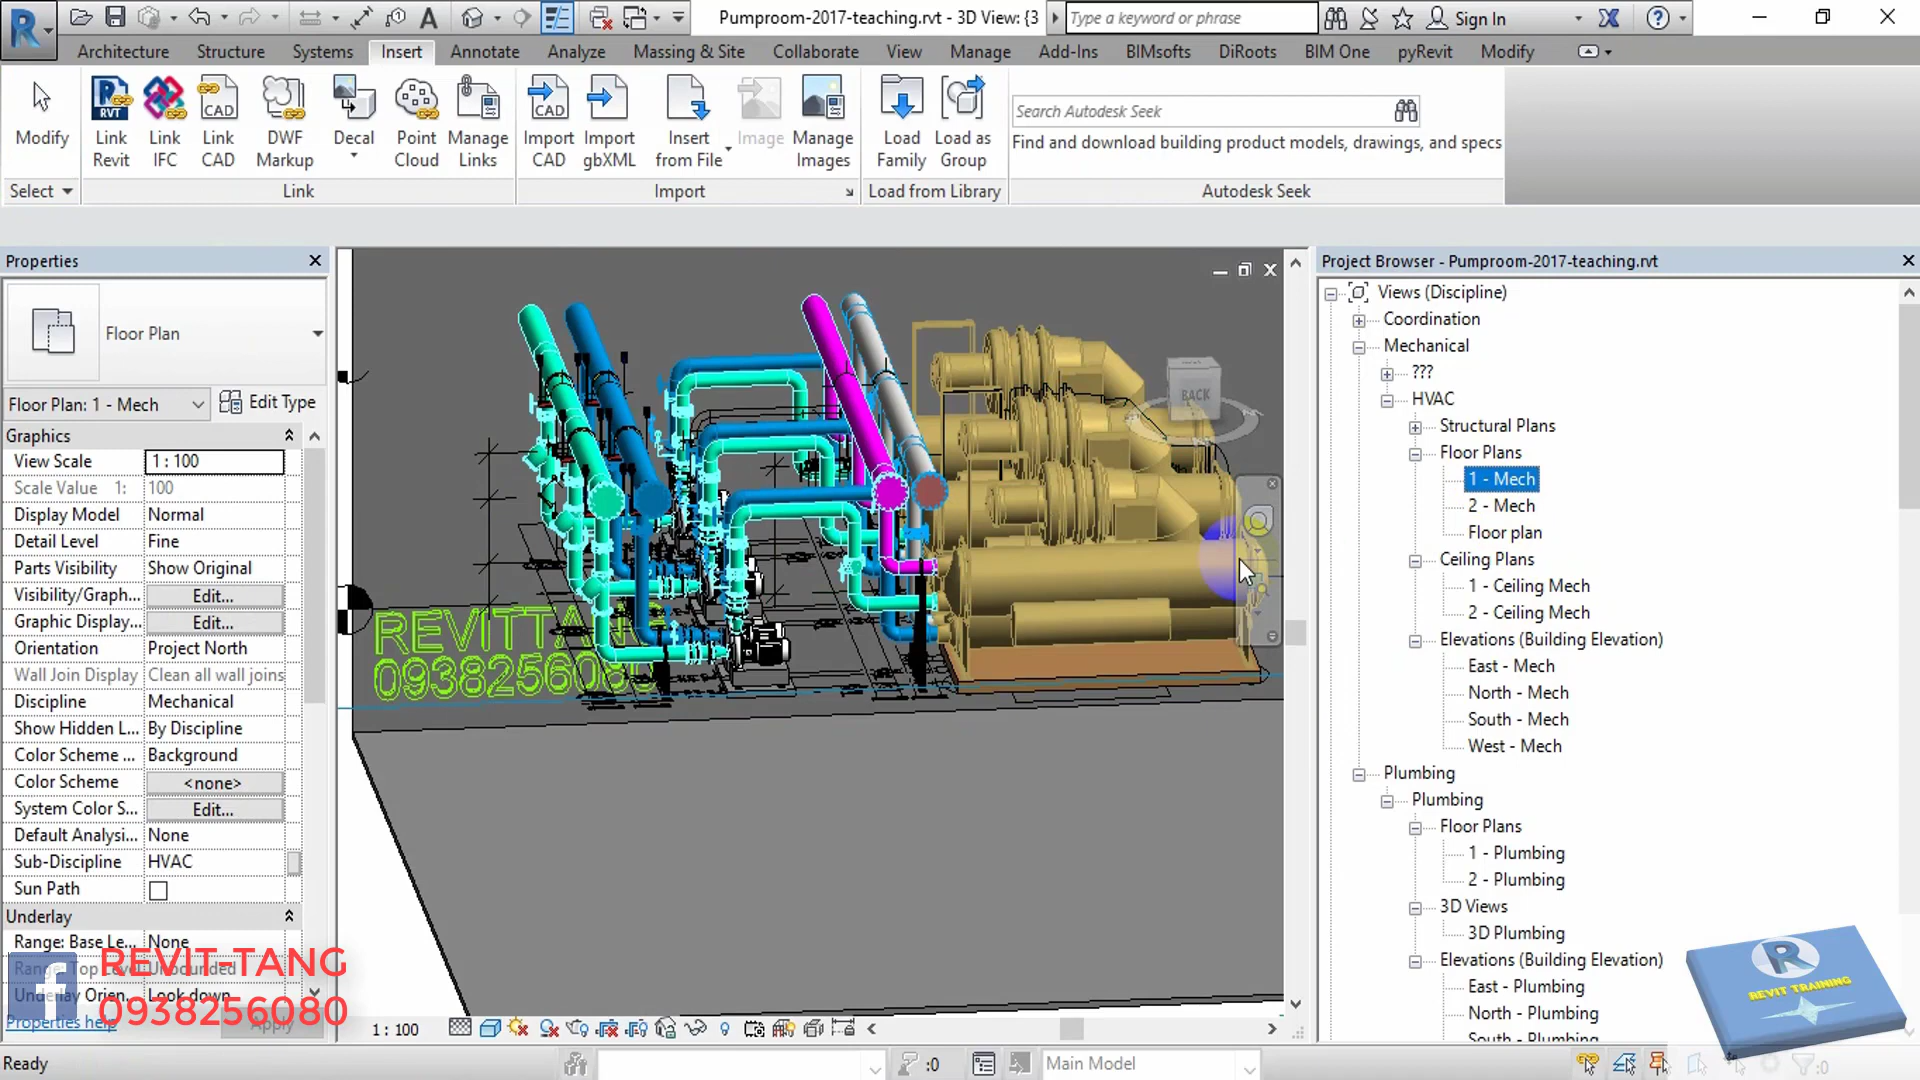 Pumproom-2017-teaching.rvt - 3D View: {3
Type a keyword or phrase
Sign In
Architecture Structure Systems Insert Annotate Analyze Massing & Site Collaborate View Manage Add-Ins BIMsofts DiRoots BIM One pyRevit Modify
Modify
Link Revit
Link IFC
Link CAD
DWF Markup
Decal
Point Cloud
Manage Links
Import CAD
Import gbXML
Insert from File
Image
Manage Images
Load Family
Load as Group
Search Autodesk Seek
Find and download building product models, drawings, and specs
Select
Link
Import
Load from Library
Autodesk Seek
Properties
Floor Plan
Floor Plan: 1 - Mech
Edit Type
Graphics
View Scale 1 : 100
Scale Value 1: 100
Display Model Normal
Detail Level Fine
Parts Visibility Show Original
Visibility/Graph... Edit...
Graphic Display... Edit...
Orientation Project North
Wall Join Display Clean all wall joins
Discipline Mechanical
Show Hidden L... By Discipline
Color Scheme ... Background
Color Scheme <none>
System Color S... Edit...
Default Analysi... None
Sub-Discipline HVAC
Sun Path
Underlay
Range: Base Le... None
Range: Top Level Unbounded
Underlay Orien... Look down
Properties help
Apply
REVIT-TANG
0938256080
REVITTANG
0938256080
BACK
1 : 100
Project Browser - Pumproom-2017-teaching.rvt
Views (Discipline)
Coordination
Mechanical
???
HVAC
Structural Plans
Floor Plans
1 - Mech
2 - Mech
Floor plan
Ceiling Plans
1 - Ceiling Mech
2 - Ceiling Mech
Elevations (Building Elevation)
East - Mech
North - Mech
South - Mech
West - Mech
Plumbing
Plumbing
Floor Plans
1 - Plumbing
2 - Plumbing
3D Views
3D Plumbing
Elevations (Building Elevation)
East - Plumbing
North - Plumbing
South - Plumbing
REVIT TRAINING
Ready
:0
Main Model
:0